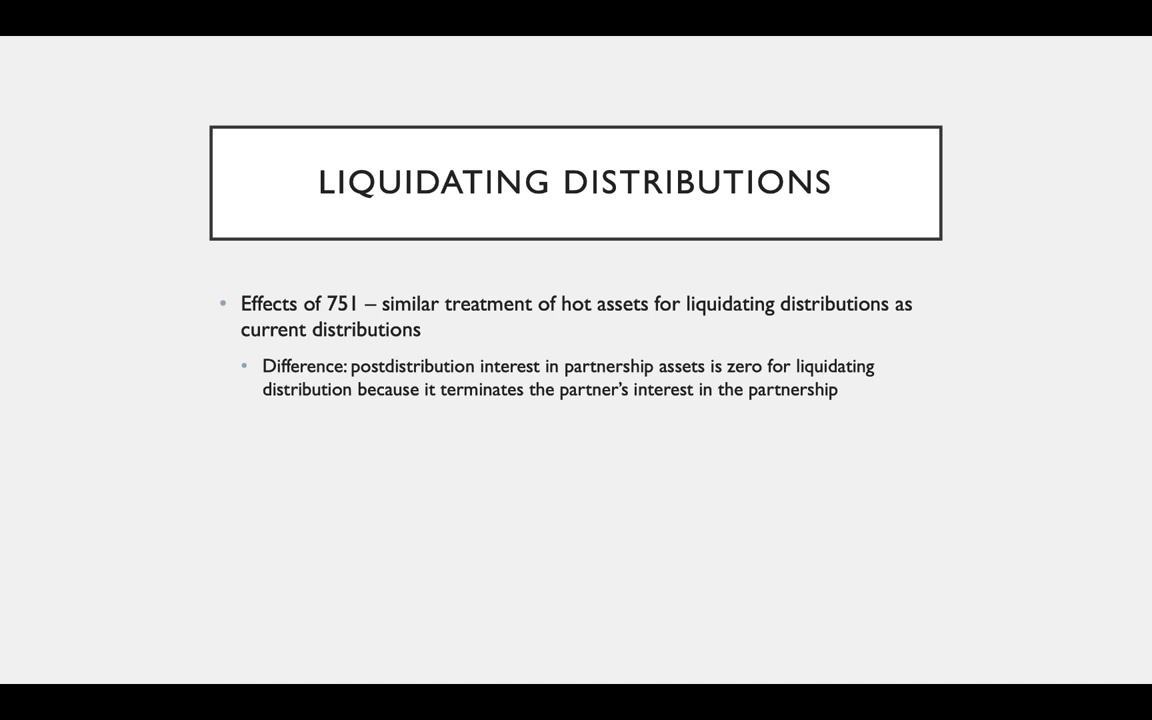 LIQUIDATING DISTRIBUTIONS
• Effects of 751 – similar treatment of hot assets for liquidating distributions as
current distributions
• Difference: postdistribution interest in partnership assets is zero for liquidating
distribution because it terminates the partner’s interest in the partnership